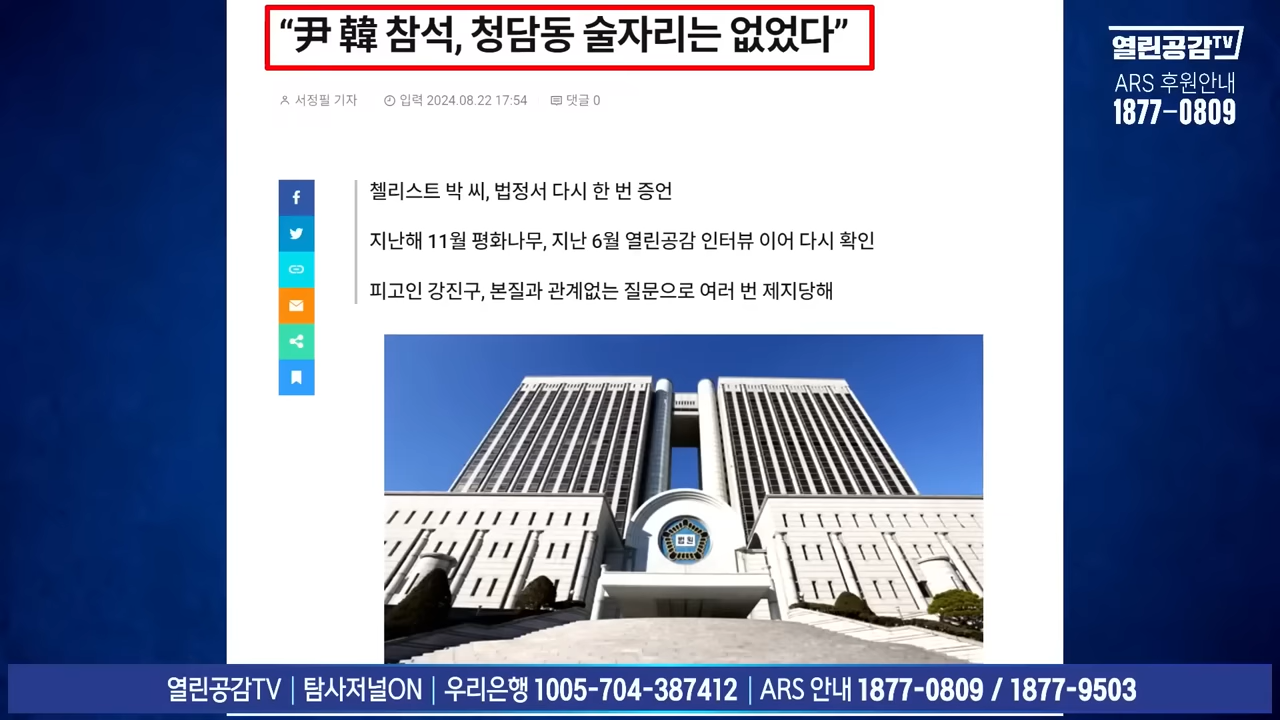 “尹 韓 참석, 청담동 술자리는 없었다”
열린공감TV
ARS 후원안내
1877-0809
서정필 기자 입력 2024.08.22 17:54 댓글 0
첼리스트 박 씨, 법정서 다시 한 번 증언
지난해 11월 평화나무, 지난 6월 열린공감 인터뷰 이어 다시 확인
피고인 강진구, 본질과 관계없는 질문으로 여러 번 제지당해
법원
열린공감TV | 탐사저널ON | 우리은행 1005-704-387412 | ARS 안내 1877-0809 / 1877-9503